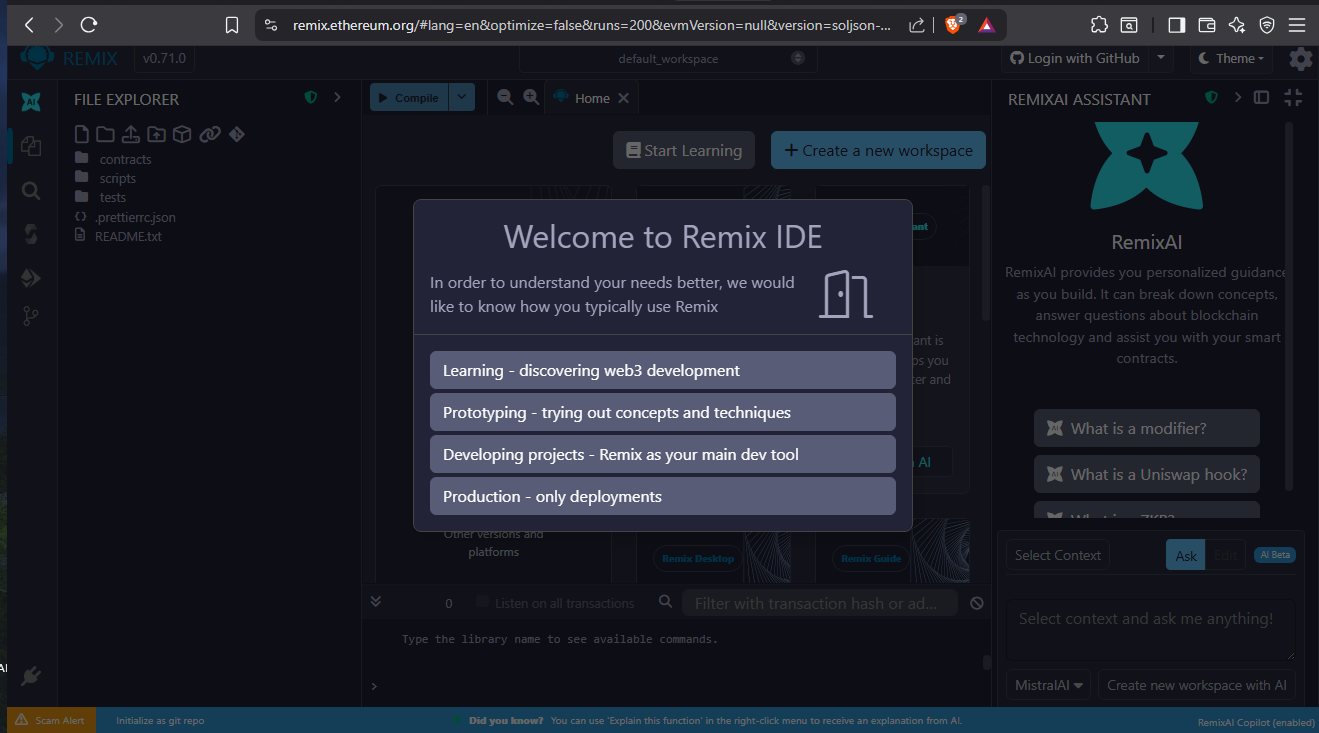 remix.ethereum.org/#lang=en&optimize=false&runs=200&evmVersion=null&version=soljson-...
2
REMIX
v0.71.0
default_workspace
Login with GitHub
Theme
FILE EXPLORER
contracts
scripts
tests
.prettierrc.json
README.txt
Compile
Home
Start Learning
+ Create a new workspace
Welcome to Remix IDE
In order to understand your needs better, we would
like to know how you typically use Remix
Learning - discovering web3 development
Prototyping - trying out concepts and techniques
Developing projects - Remix as your main dev tool
Production - only deployments
ant is
you
and
AI
Other versions and
platforms
Remix Desktop
Remix Guide
0
Listen on all transactions
Filter with transaction hash or ad...
Type the library name to see available commands.
>
REMIXAI ASSISTANT
RemixAI
RemixAI provides you personalized guidance
as you build. It can break down concepts,
answer questions about blockchain
technology and assist you with your smart
contracts.
AI What is a modifier?
AI What is a Uniswap hook?
Select Context
Ask
Edit
AI Beta
Select context and ask me anything!
MistralAI
Create new workspace with AI
AI
Scam Alert
Initialize as git repo
Did you know? You can use 'Explain this function' in the right-click menu to receive an explanation from AI.
RemixAI Copilot (enabled)